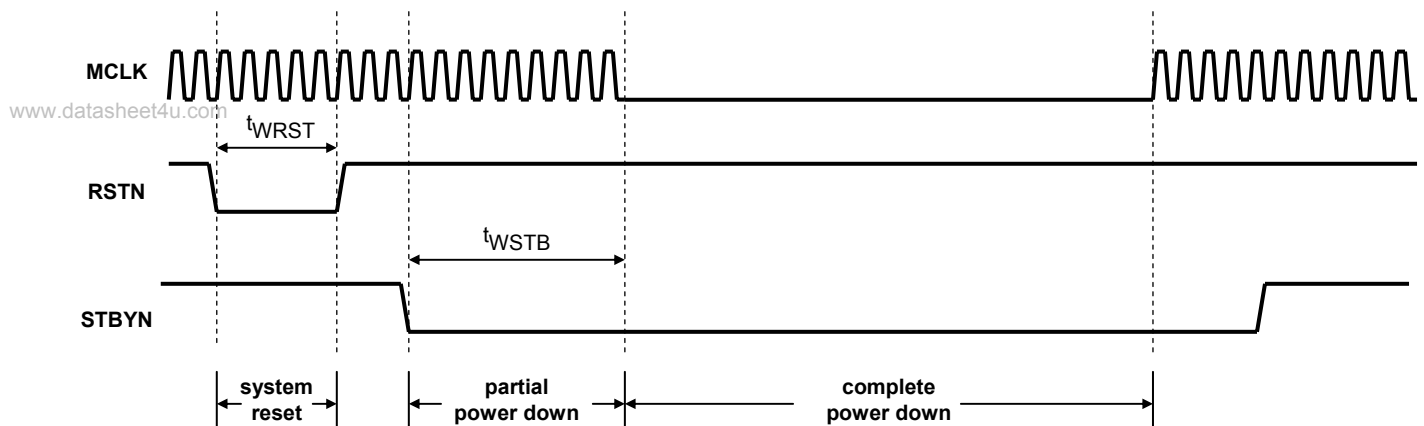 MCLK
www.datasheet4u.com
tWRST
RSTN
tWSTB
STBYN
system
reset
partial
power down
complete
power down